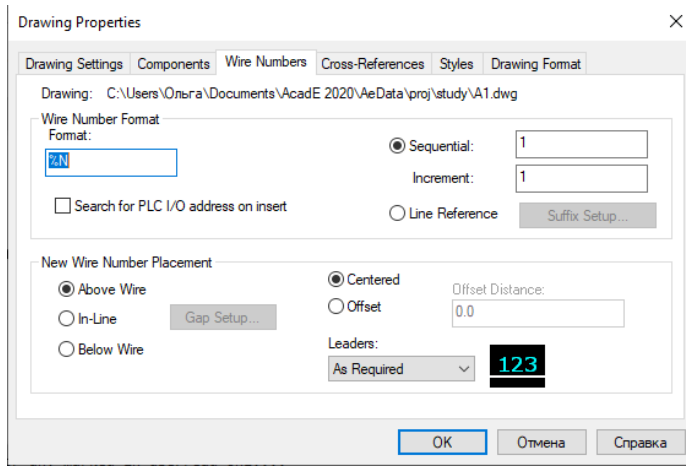 Drawing Properties
Drawing Settings Components Wire Numbers Cross-References Styles Drawing Format
Drawing: C:\Users\Ольга\Documents\AcadE 2020\AeData\proj\study\A1.dwg
Wire Number Format
Format:
%N
Search for PLC I/O address on insert
Sequential: 1
Increment: 1
Line Reference Suffix Setup...
New Wire Number Placement
Above Wire
In-Line Gap Setup...
Below Wire
Centered
Offset
Offset Distance:
0.0
Leaders:
As Required
123
OK Отмена Справка